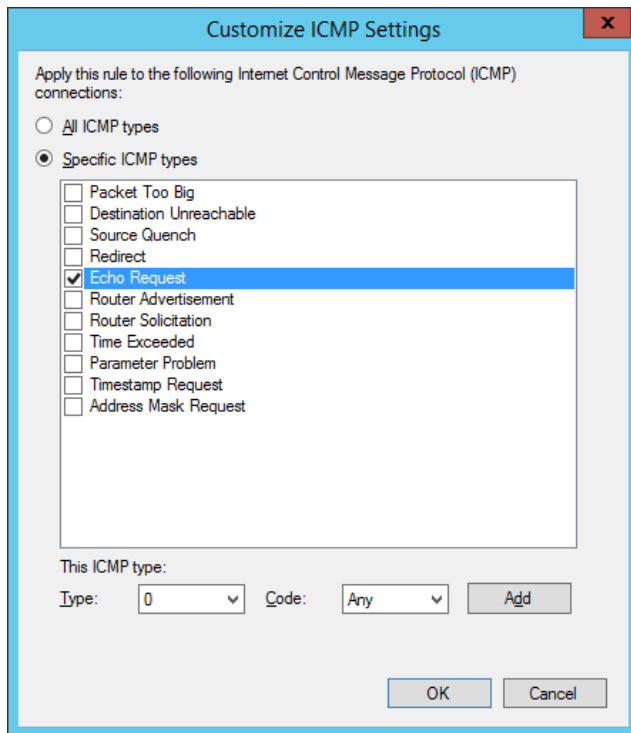 Customize ICMP Settings
x
Apply this rule to the following Internet Control Message Protocol (ICMP)
connections:
All ICMP types
Specific ICMP types
Packet Too Big
Destination Unreachable
Source Quench
Redirect
Echo Request
Router Advertisement
Router Solicitation
Time Exceeded
Parameter Problem
Timestamp Request
Address Mask Request
This ICMP type:
Type: 0 Code: Any Add
OK Cancel